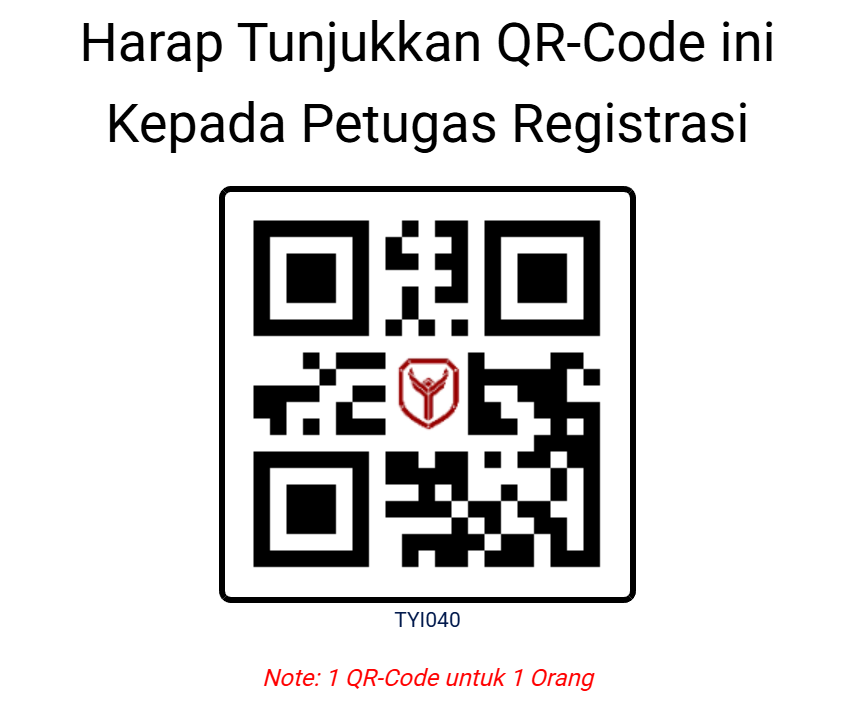 Harap Tunjukkan QR-Code ini
Kepada Petugas Registrasi
TYI040
Note: 1 QR-Code untuk 1 Orang